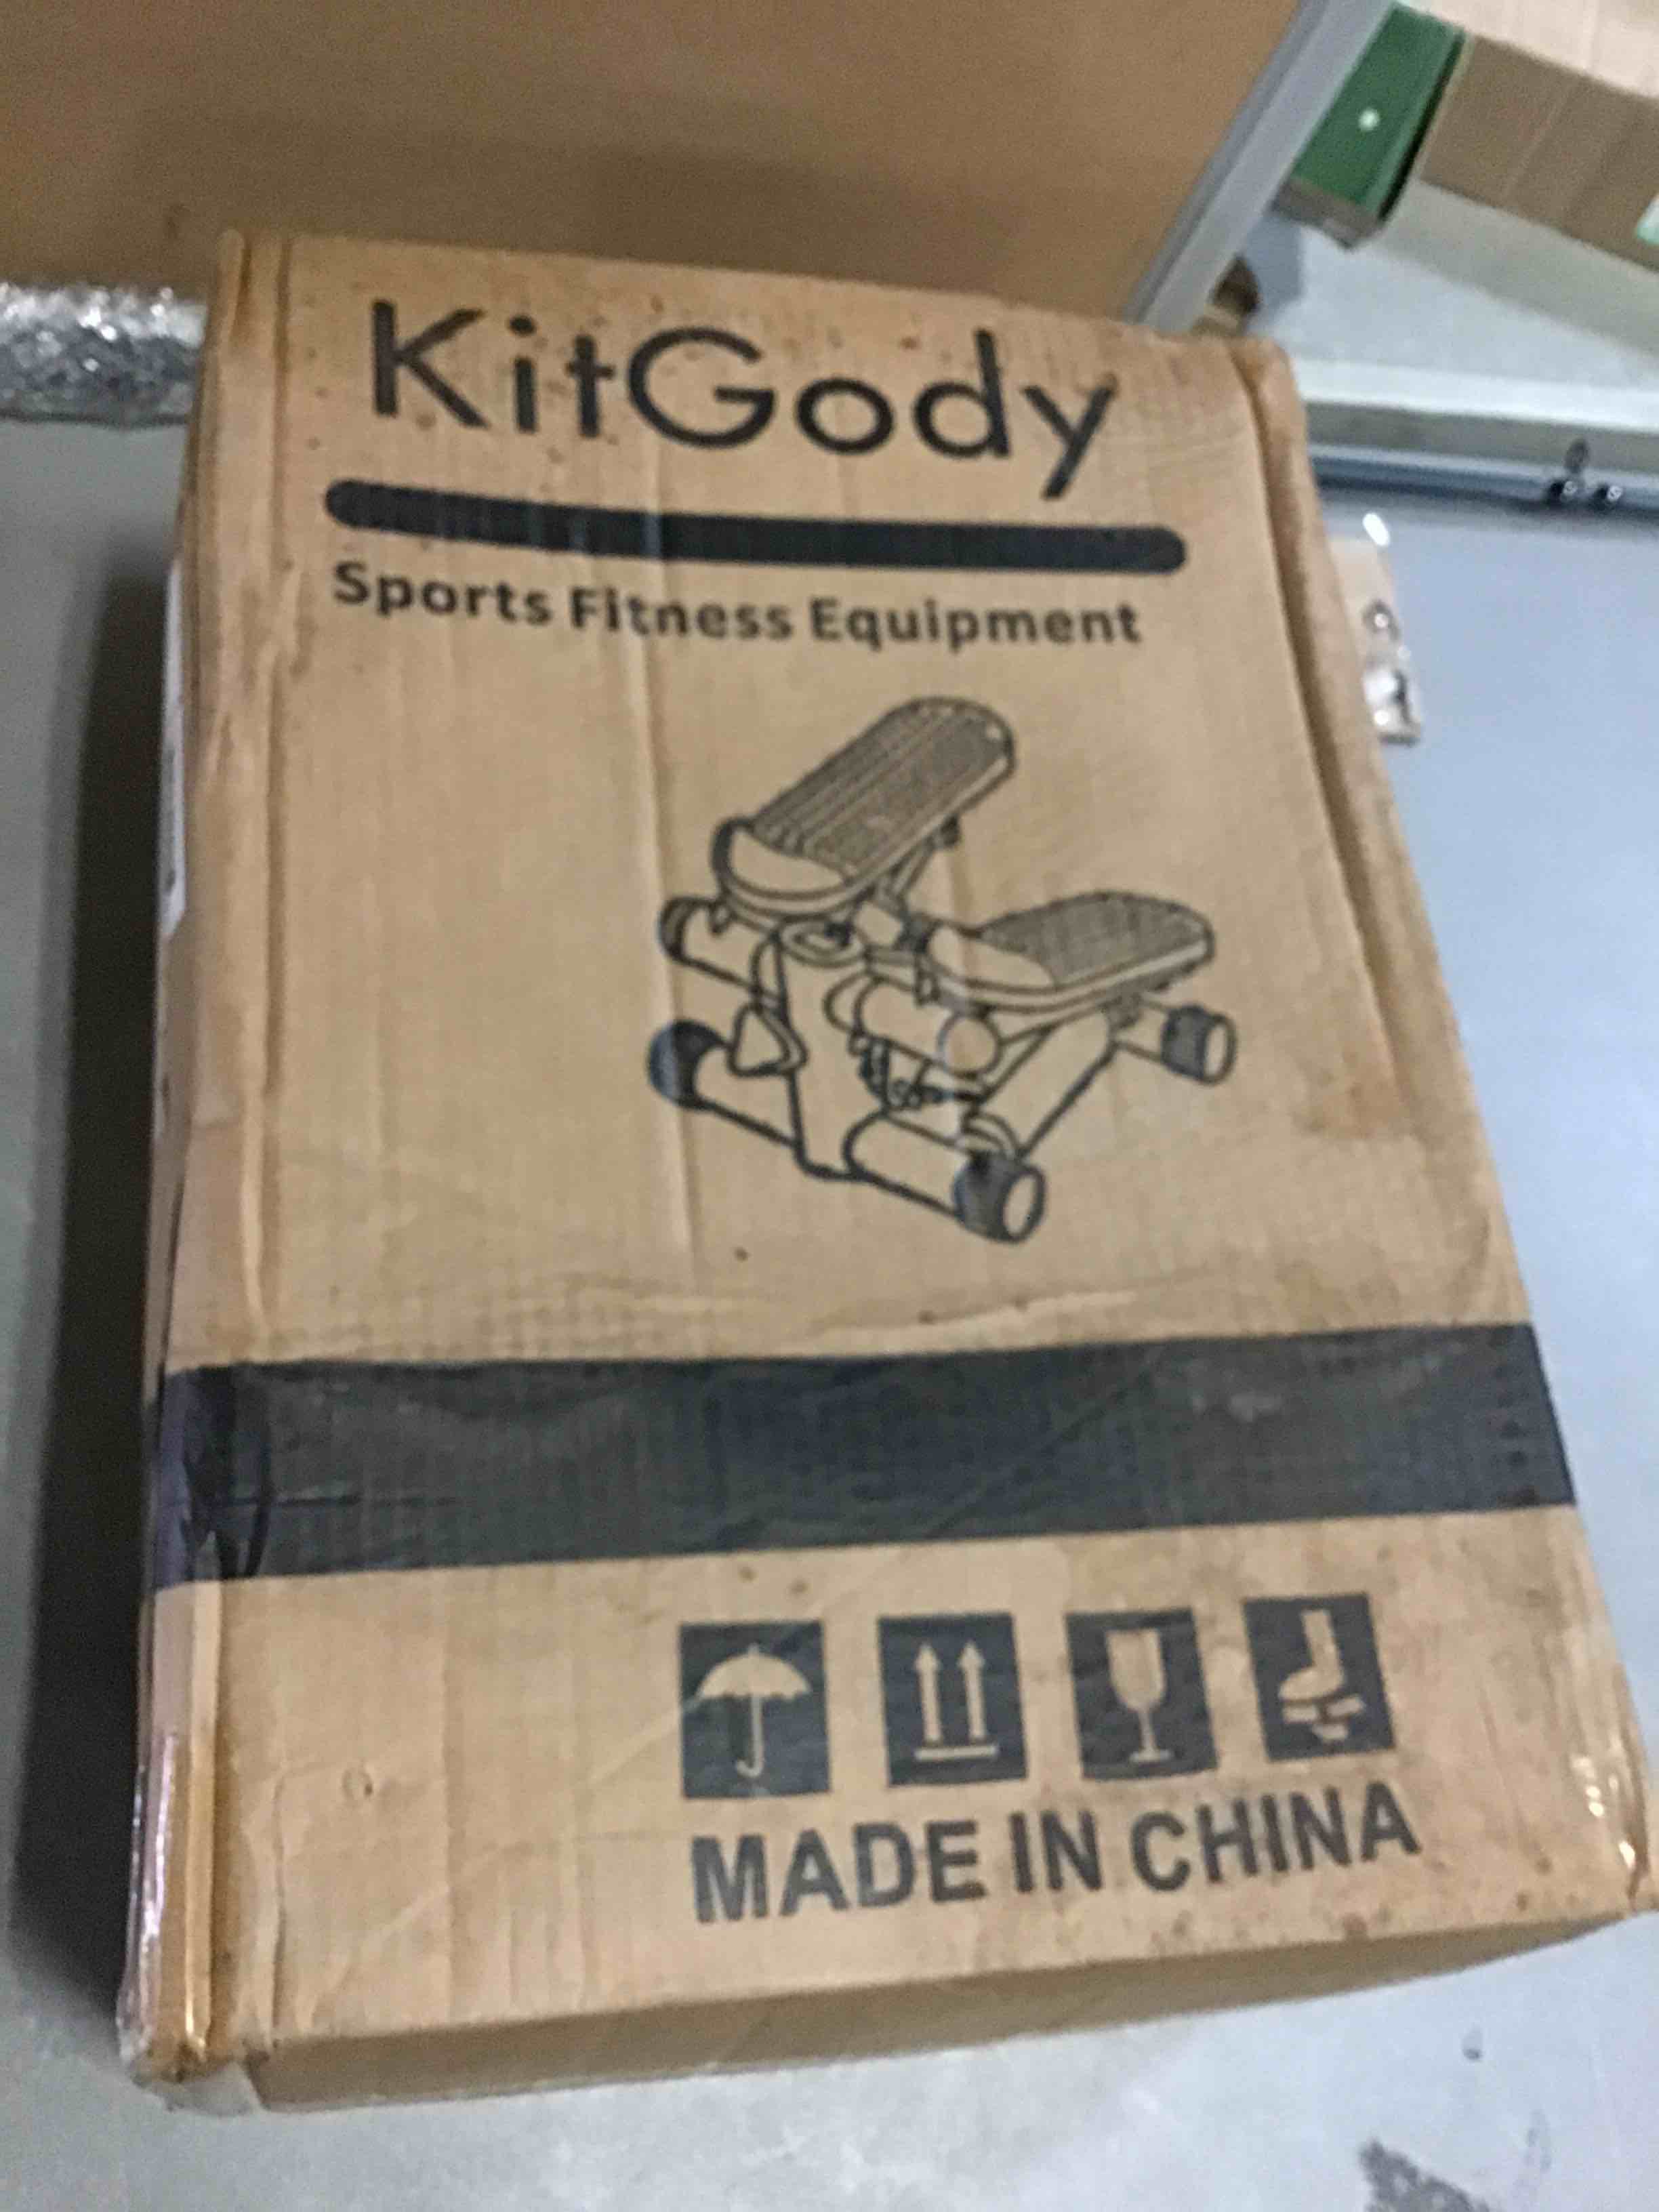 KitGody
Sports Fitness Equipment
MADE IN CHINA